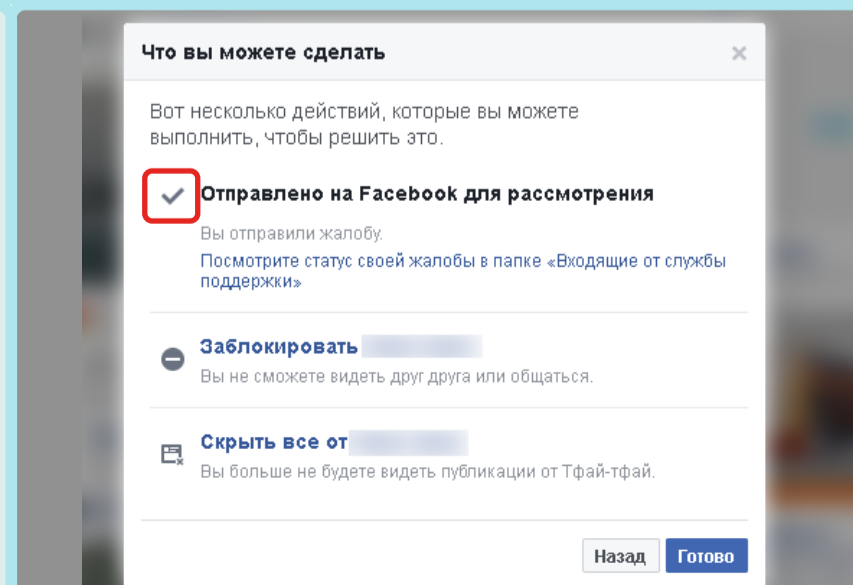 Что вы можете сделать
Вот несколько действий, которые вы можете
выполнить, чтобы решить это.
Отправлено на Facebook для рассмотрения
Вы отправили жалобу.
Посмотрите статус своей жалобы в папке «Входящие от службы
поддержки»
Заблокировать
Вы не сможете видеть друг друга или общаться.
Скрыть все от
Вы больше не будете видеть публикации от Тфай-тфай.
Назад
Готово